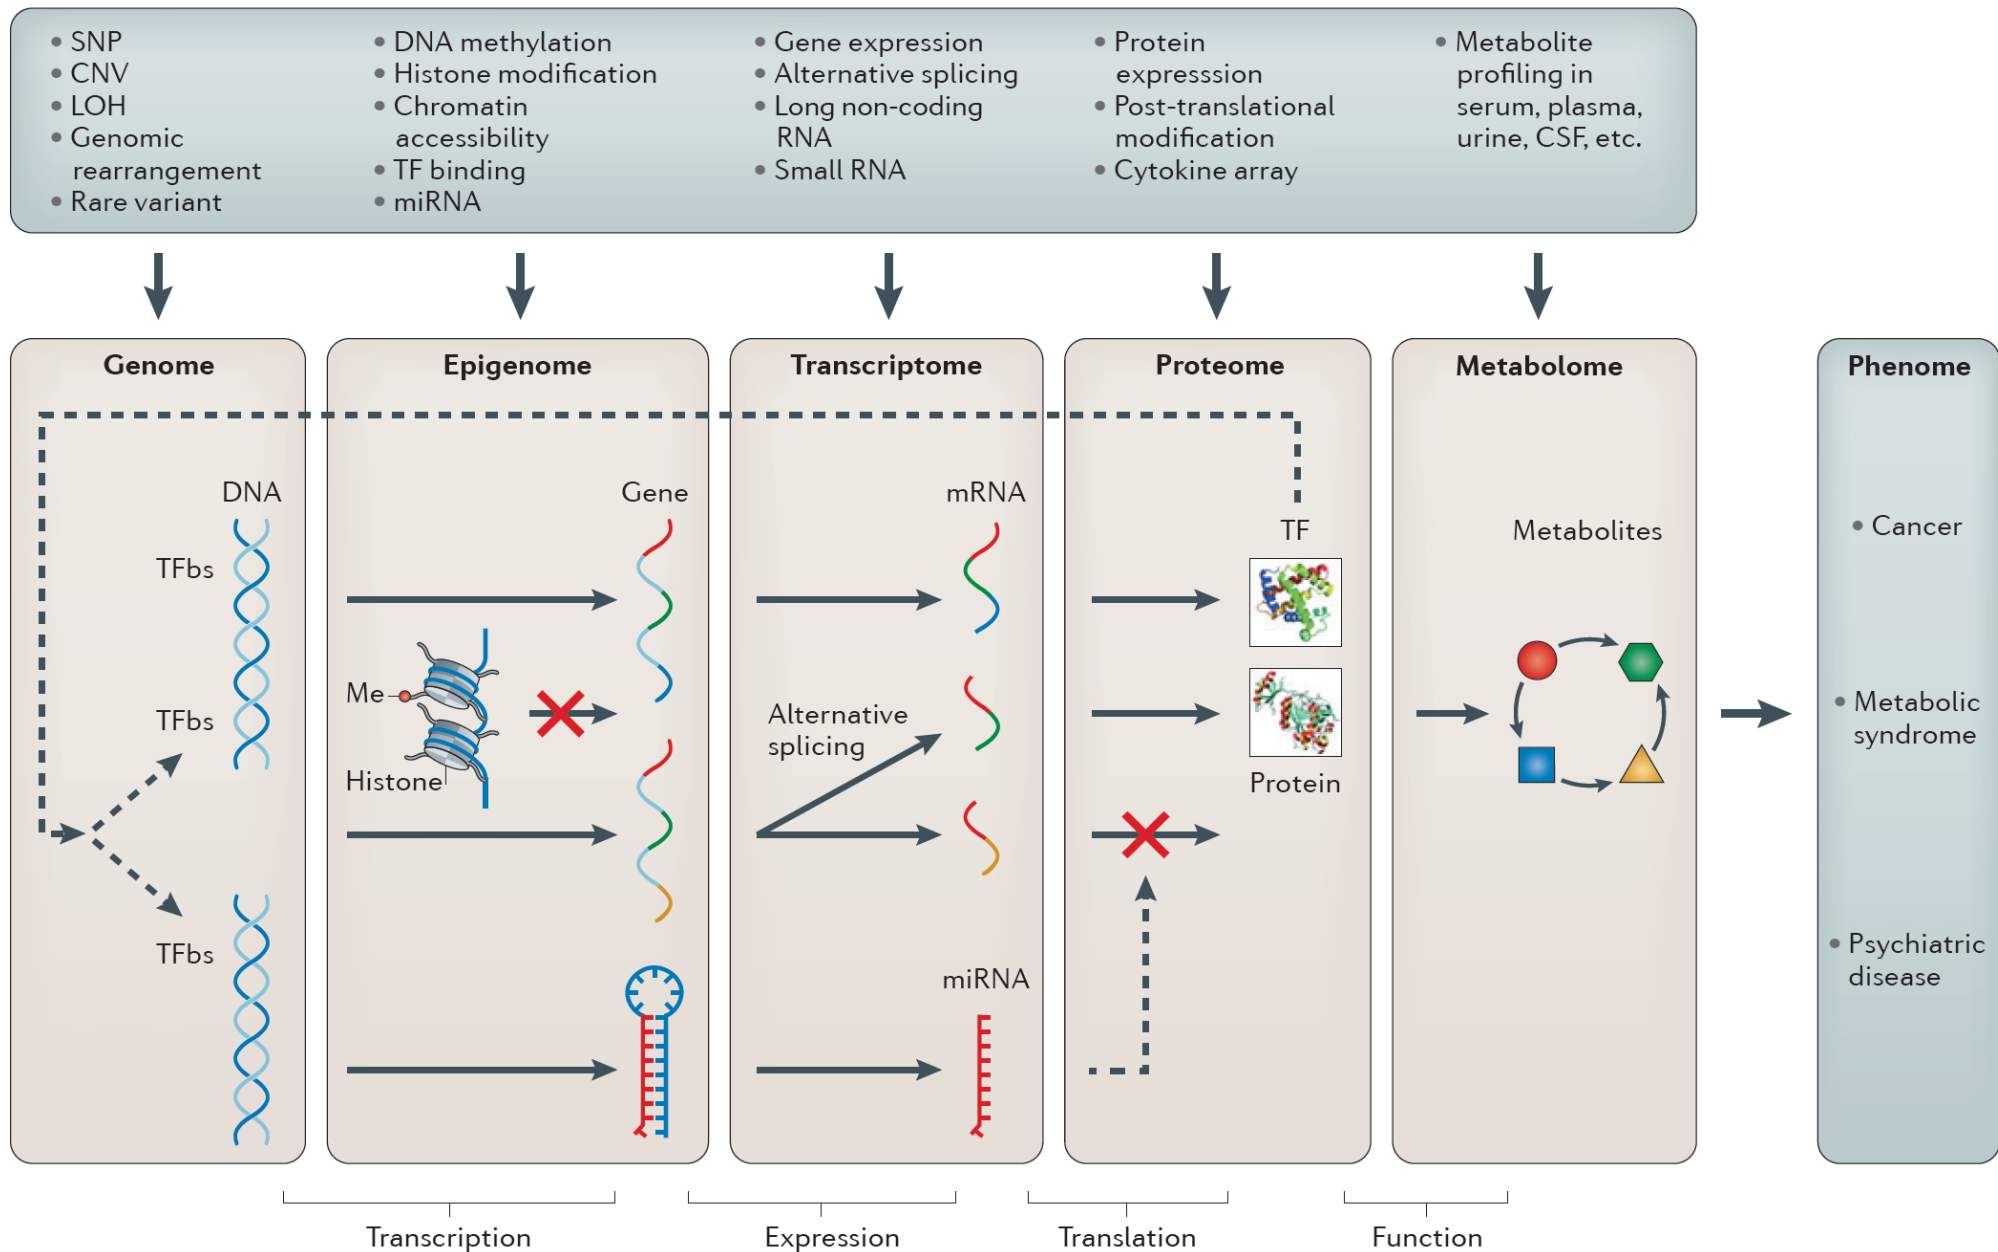 • SNP
• CNV
• LOH
• Genomic
rearrangement
• Rare variant
• DNA methylation
• Histone modification
• Chromatin
accessibility
• TF binding
• miRNA
• Gene expression
• Alternative splicing
• Long non-coding
RNA
• Small RNA
• Protein
expresssion
• Post-translational
modification
• Cytokine array
• Metabolite
profiling in
serum, plasma,
urine, CSF, etc.
Genome
DNA
TFbs
TFbs
TFbs
Epigenome
Gene
Me
Histone
Transcriptome
mRNA
Alternative
splicing
miRNA
Proteome
TF
Protein
Metabolome
Metabolites
Phenome
• Cancer
• Metabolic
syndrome
• Psychiatric
disease
Transcription
Expression
Translation
Function